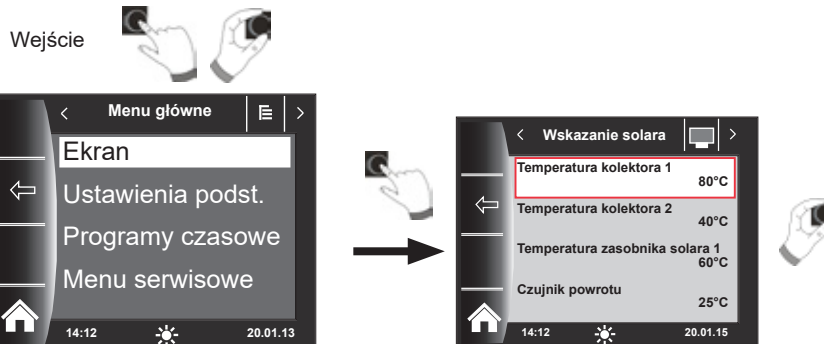 Wejście
Menu główne
Ekran
Ustawienia podst.
Programy czasowe
Menu serwisowe
14:12 20.01.13
Wskazanie solara
Temperatura kolektora 1
80°C
Temperatura kolektora 2
40°C
Temperatura zasobnika solara 1
60°C
Czujnik powrotu
25°C
14:12 20.01.15